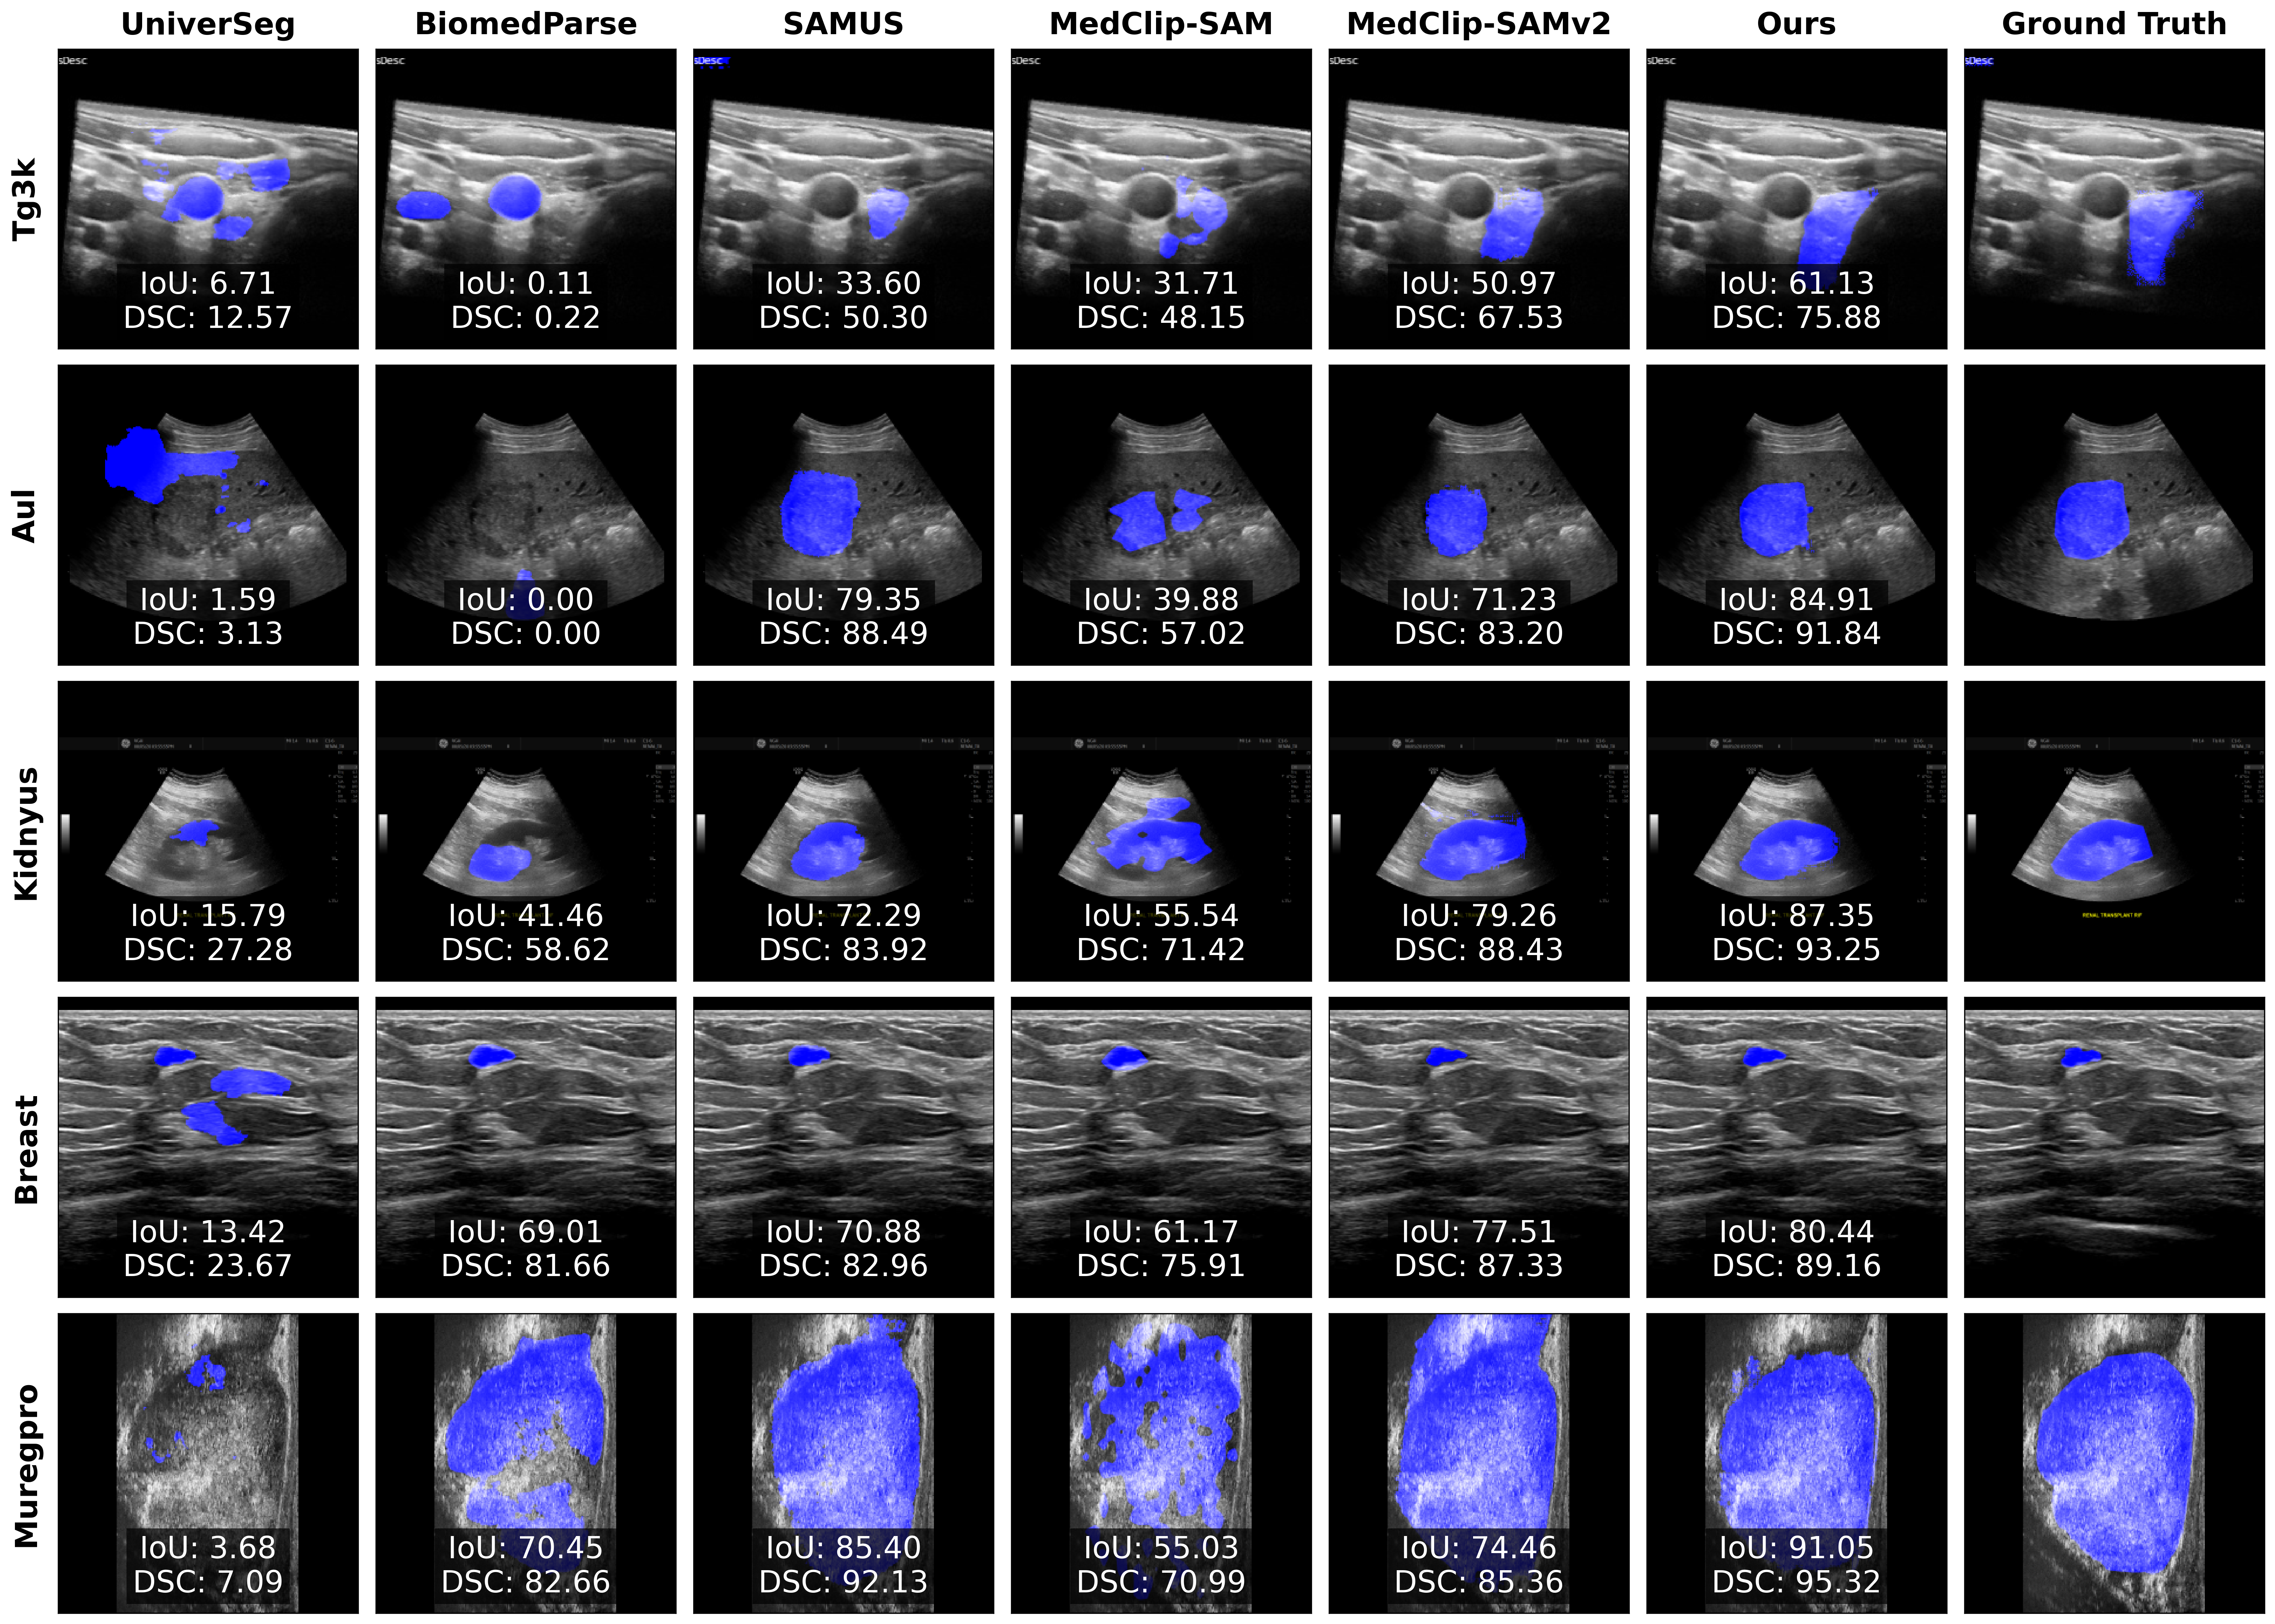 UniverSeg BiomedParse SAMUS MedClip-SAM MedClip-SAMv2 Ours Ground Truth
Tg3k
sDesc sDesc sDesc sDesc sDesc sDesc sDesc
IoU: 6.71 IoU: 0.11 IoU: 33.60 IoU: 31.71 IoU: 50.97 IoU: 61.13
DSC: 12.57 DSC: 0.22 DSC: 50.30 DSC: 48.15 DSC: 67.53 DSC: 75.88
Aul
IoU: 1.59 IoU: 0.00 IoU: 79.35 IoU: 39.88 IoU: 71.23 IoU: 84.91
DSC: 3.13 DSC: 0.00 DSC: 88.49 DSC: 57.02 DSC: 83.20 DSC: 91.84
Kidnyus
RENAL TRANSPLANT RIF
IoU: 15.79 IoU: 41.46 IoU: 72.29 IoU: 55.54 IoU: 79.26 IoU: 87.35
DSC: 27.28 DSC: 58.62 DSC: 83.92 DSC: 71.42 DSC: 88.43 DSC: 93.25
Breast
IoU: 13.42 IoU: 69.01 IoU: 70.88 IoU: 61.17 IoU: 77.51 IoU: 80.44
DSC: 23.67 DSC: 81.66 DSC: 82.96 DSC: 75.91 DSC: 87.33 DSC: 89.16
Muregpro
IoU: 3.68 IoU: 70.45 IoU: 85.40 IoU: 55.03 IoU: 74.46 IoU: 91.05
DSC: 7.09 DSC: 82.66 DSC: 92.13 DSC: 70.99 DSC: 85.36 DSC: 95.32